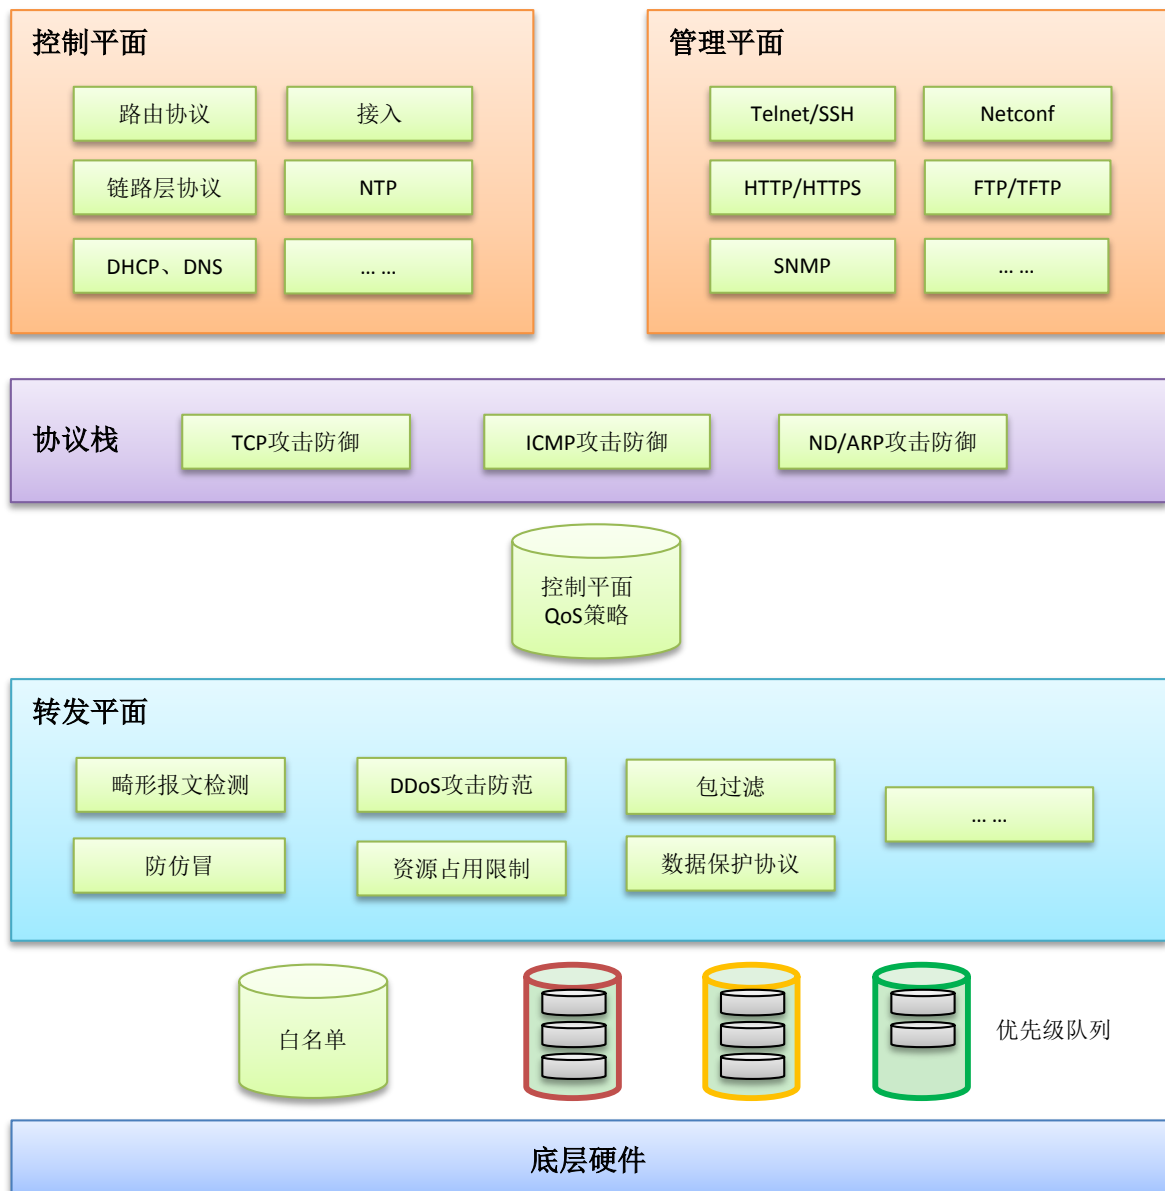 控制平面
路由协议
接入
链路层协议
NTP
DHCP、DNS
... ...
管理平面
Telnet/SSH
Netconf
HTTP/HTTPS
FTP/TFTP
SNMP
... ...
协议栈
TCP攻击防御
ICMP攻击防御
ND/ARP攻击防御
控制平面
QoS策略
转发平面
畸形报文检测
DDoS攻击防范
包过滤
... ...
防仿冒
资源占用限制
数据保护协议
白名单
优先级队列
底层硬件